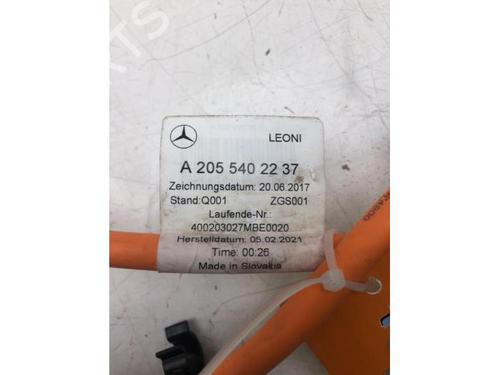 LEONI
A 205 540 22 37
Zeichnungsdatum: 20.06.2017
Stand:Q001 ZGS001
Laufende-Nr.:
400203027MBE0020
Herstelldatum: 05.02.2021
Time: 00:26
Made in Slovakia